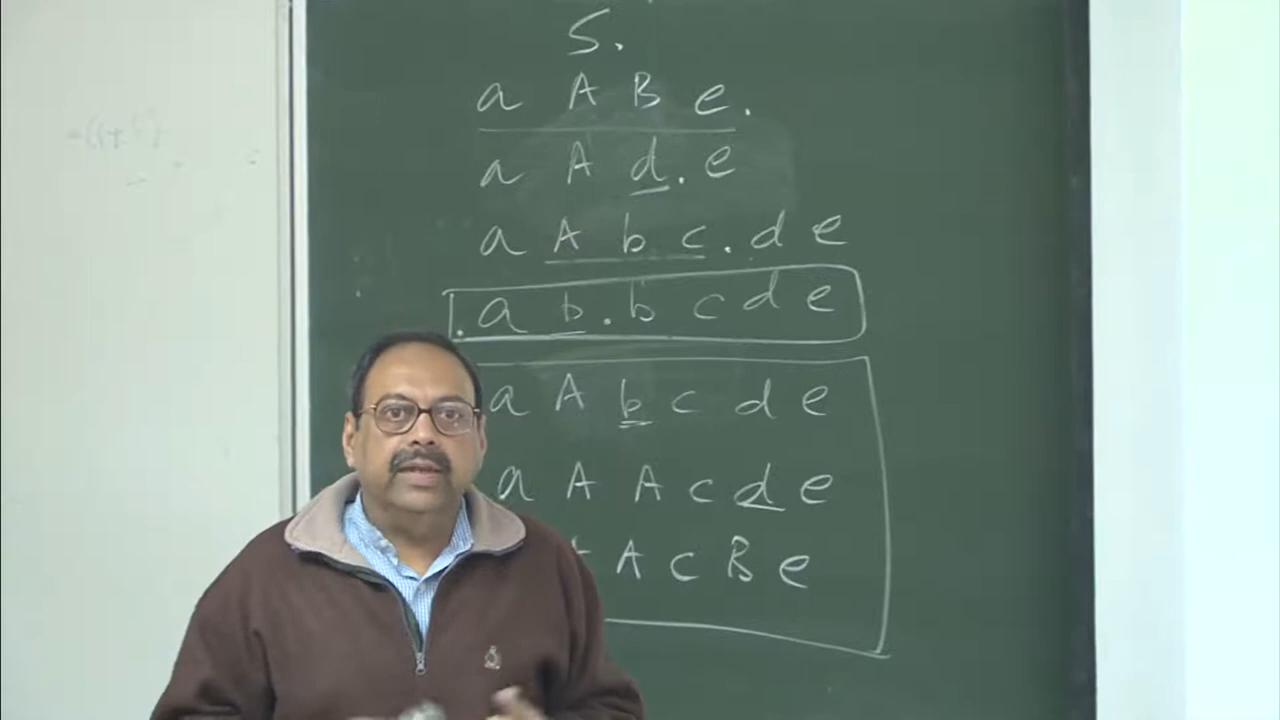 S.
a A B e.
a A d . e
a A b c . d e
. a b . b c d e
a A b c d e
a A A c d e
A c B e